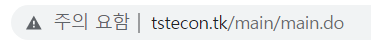 주의 요함 | tstecon.tk/main/main.do